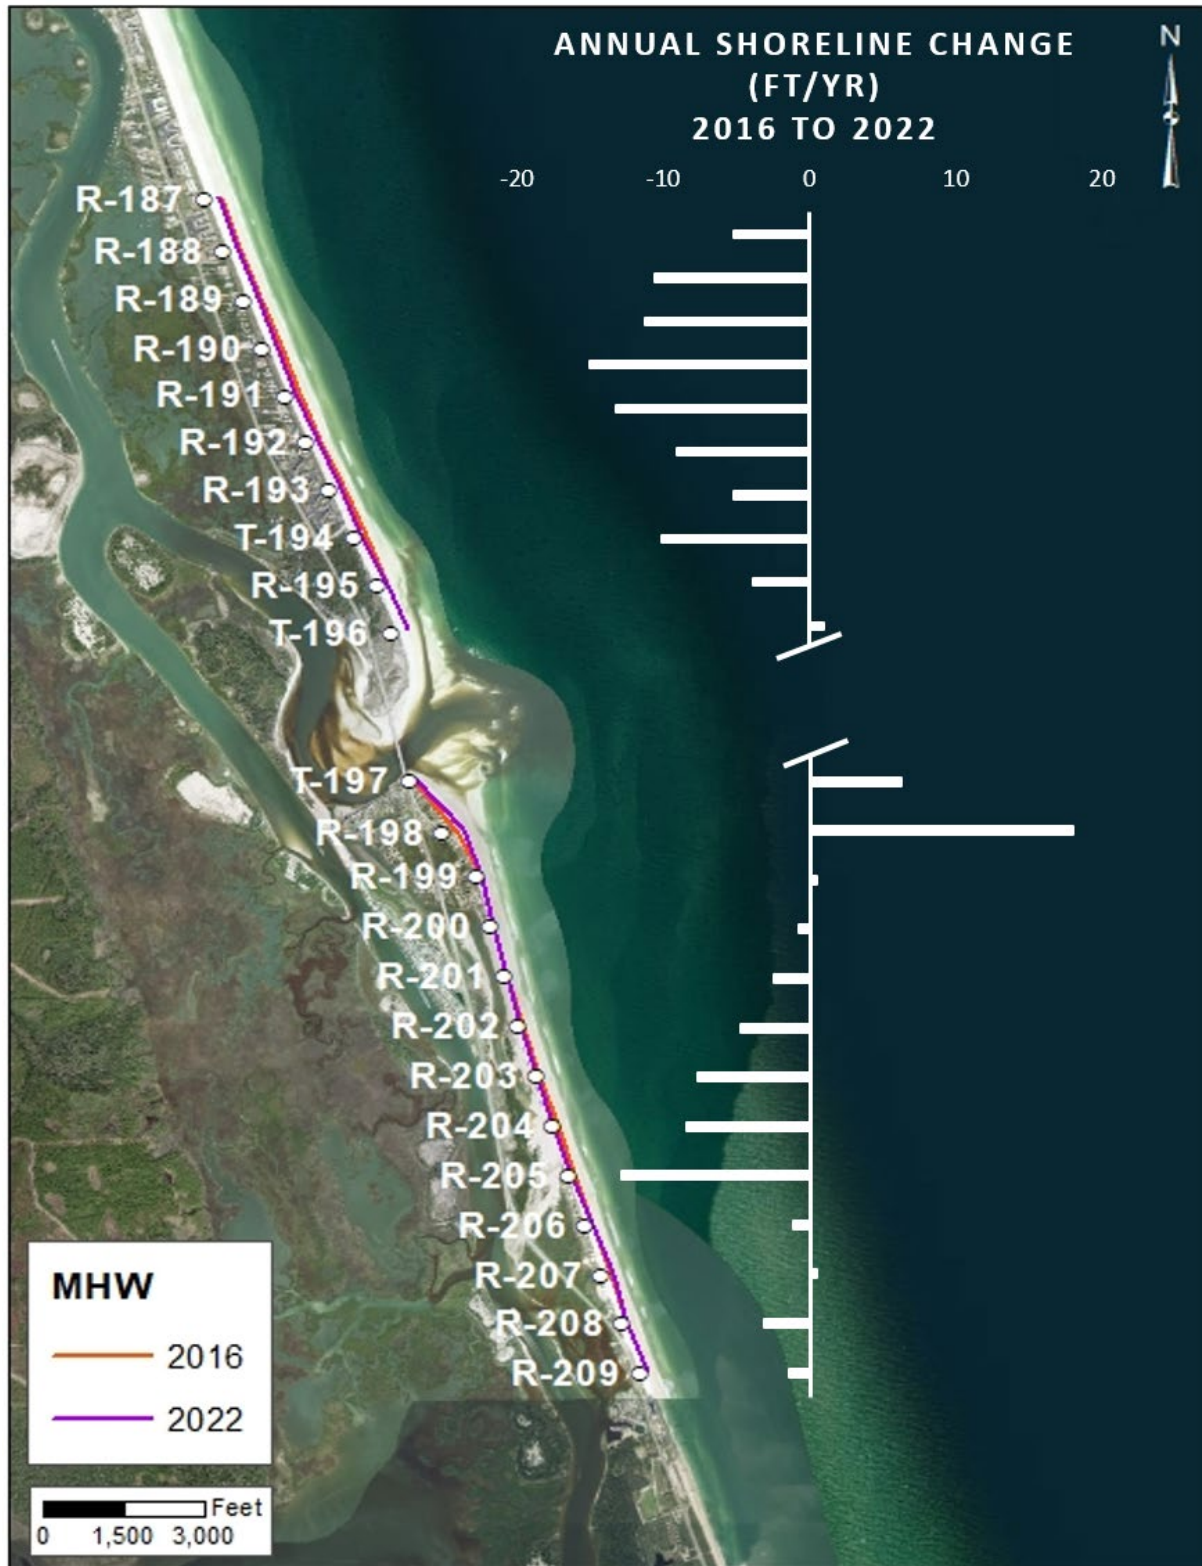 ANNUAL SHORELINE CHANGE
(FT/YR)
2016 TO 2022
N
-20 -10 0 10 20
R-187
R-188
R-189
R-190
R-191
R-192
R-193
T-194
R-195
T-196
T-197
R-198
R-199
R-200
R-201
R-202
R-203
R-204
R-205
R-206
R-207
R-208
R-209
MHW
2016
2022
Feet
0 1,500 3,000